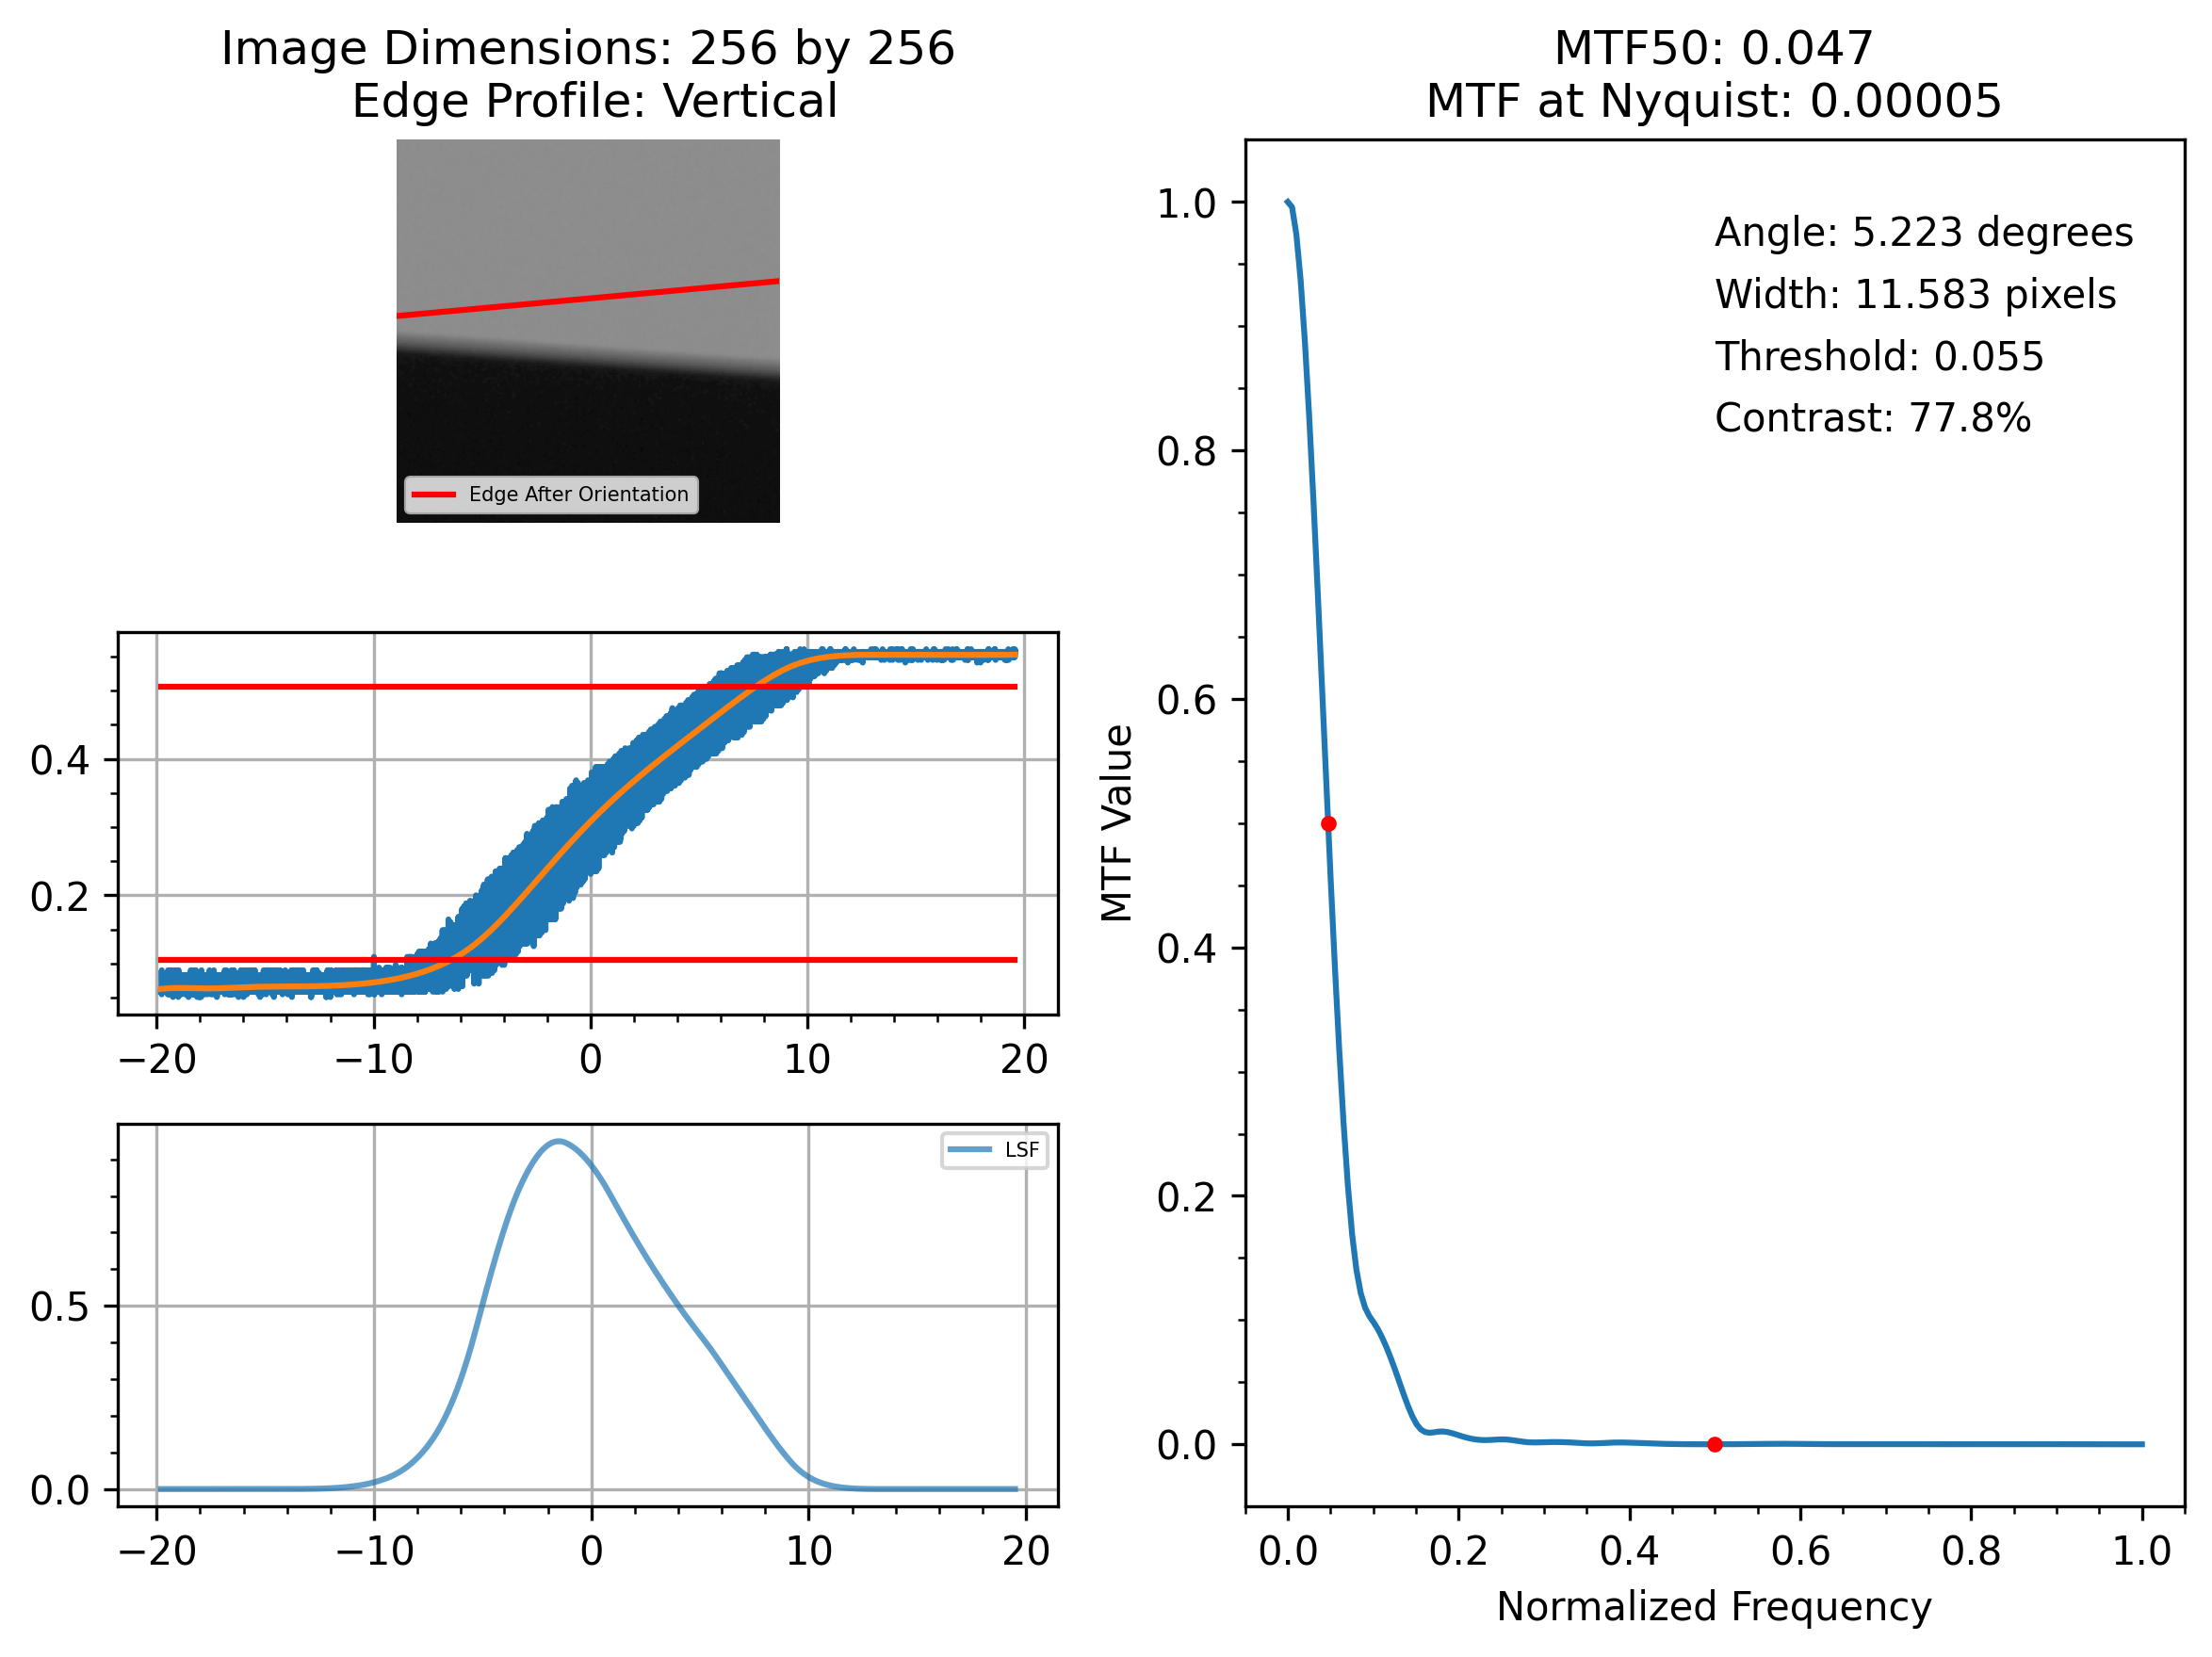 Image Dimensions: 256 by 256
Edge Profile: Vertical
Edge After Orientation
0.4
0.2
−20 −10 0 10 20
LSF
0.5
0.0
−20 −10 0 10 20
MTF50: 0.047
MTF at Nyquist: 0.00005
Angle: 5.223 degrees
Width: 11.583 pixels
Threshold: 0.055
Contrast: 77.8%
MTF Value
1.0
0.8
0.6
0.4
0.2
0.0
0.0 0.2 0.4 0.6 0.8 1.0
Normalized Frequency